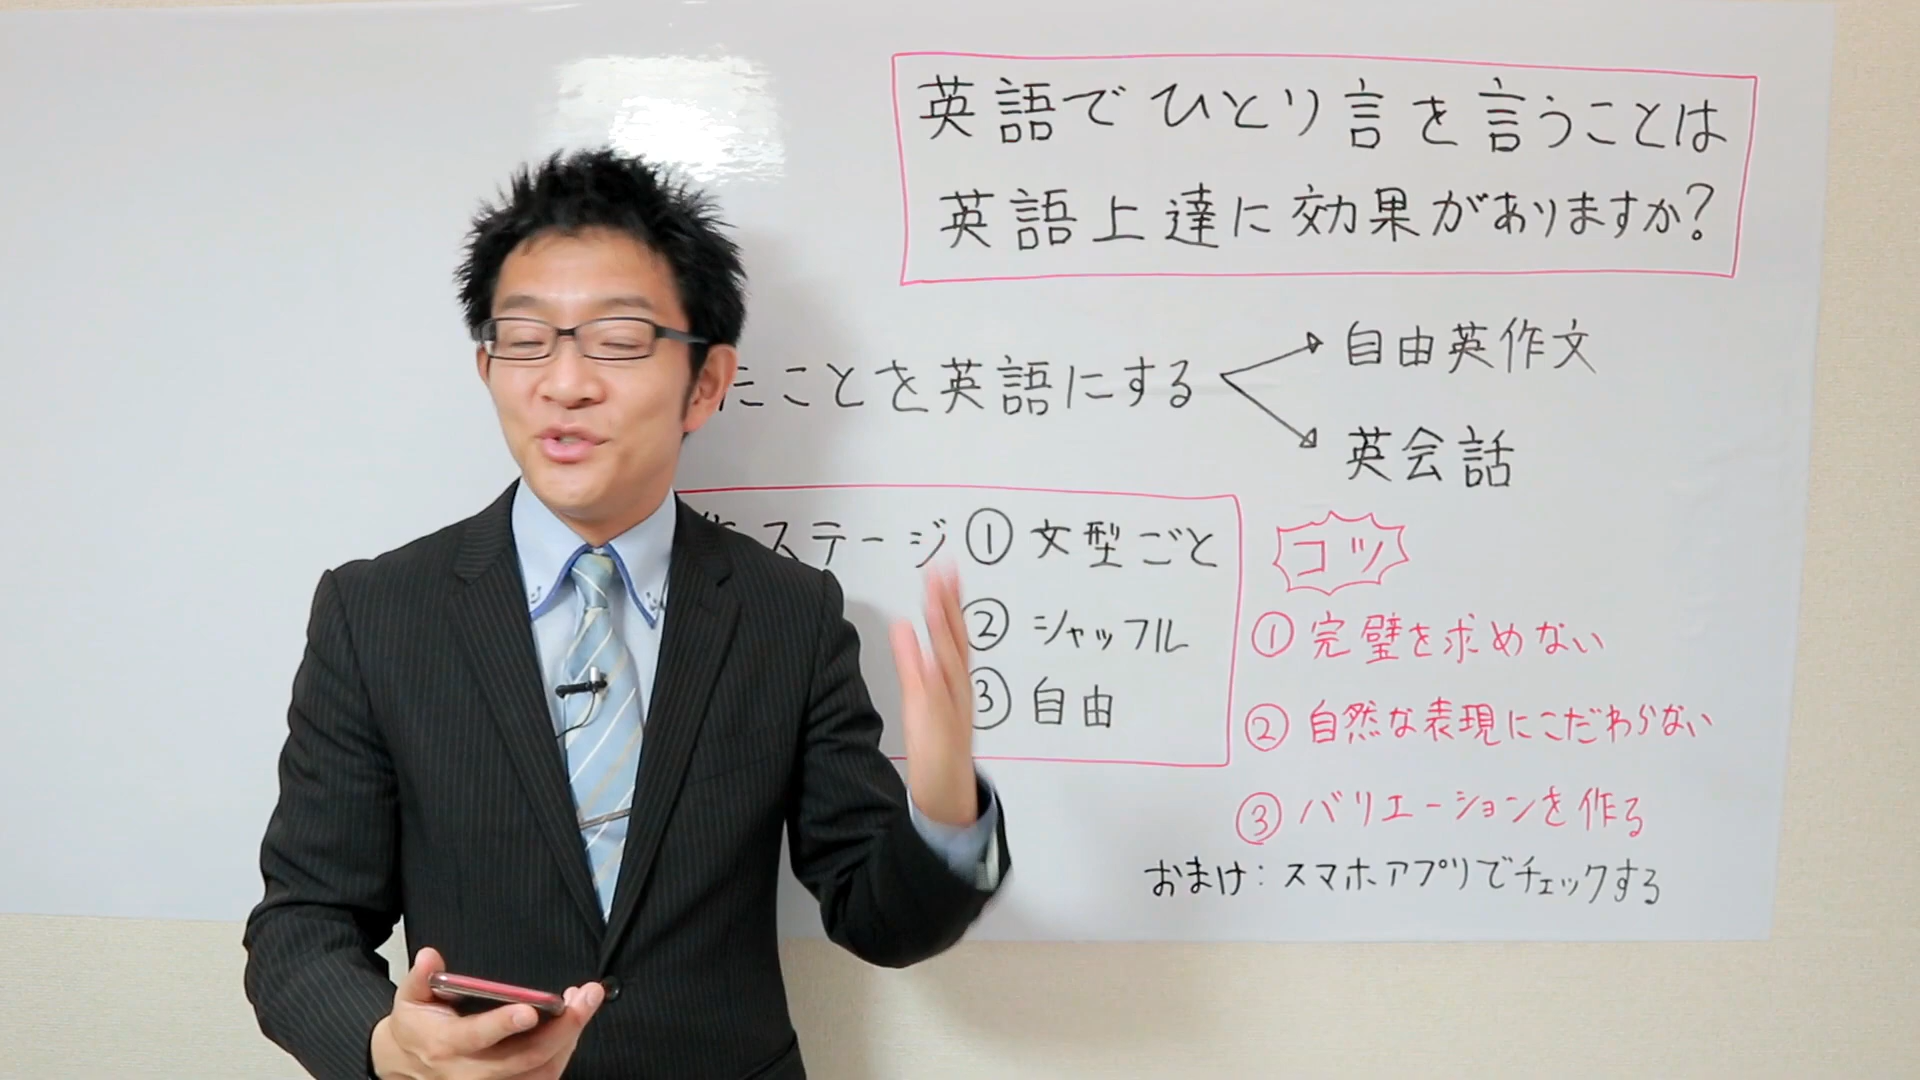 英語でひとり言を言うことは
英語上達に効果がありますか?
たことを英語にする
自由英作文
英会話
ステージ ① 文型ごと
② シャッフル
③ 自由
コツ
① 完璧を求めない
② 自然な表現にこだわらない
③ バリエーションを作る
おまけ:スマホアプリでチェックする